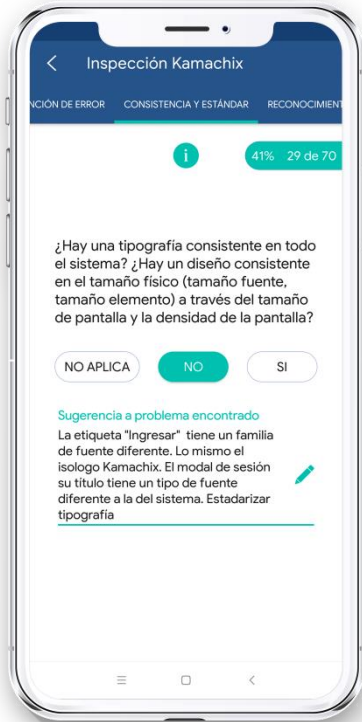 Inspección Kamachix
NCIÓN DE ERROR CONSISTENCIA Y ESTÁNDAR RECONOCIMIENT
i 41% 29 de 70
¿Hay una tipografía consistente en todo
el sistema? ¿Hay un diseño consistente
en el tamaño físico (tamaño fuente,
tamaño elemento) a través del tamaño
de pantalla y la densidad de la pantalla?
NO APLICA NO SI
Sugerencia a problema encontrado
La etiqueta "Ingresar" tiene un familia
de fuente diferente. Lo mismo el
isologo Kamachix. El modal de sesión
su título tiene un tipo de fuente
diferente a la del sistema. Estadarizar
tipografía